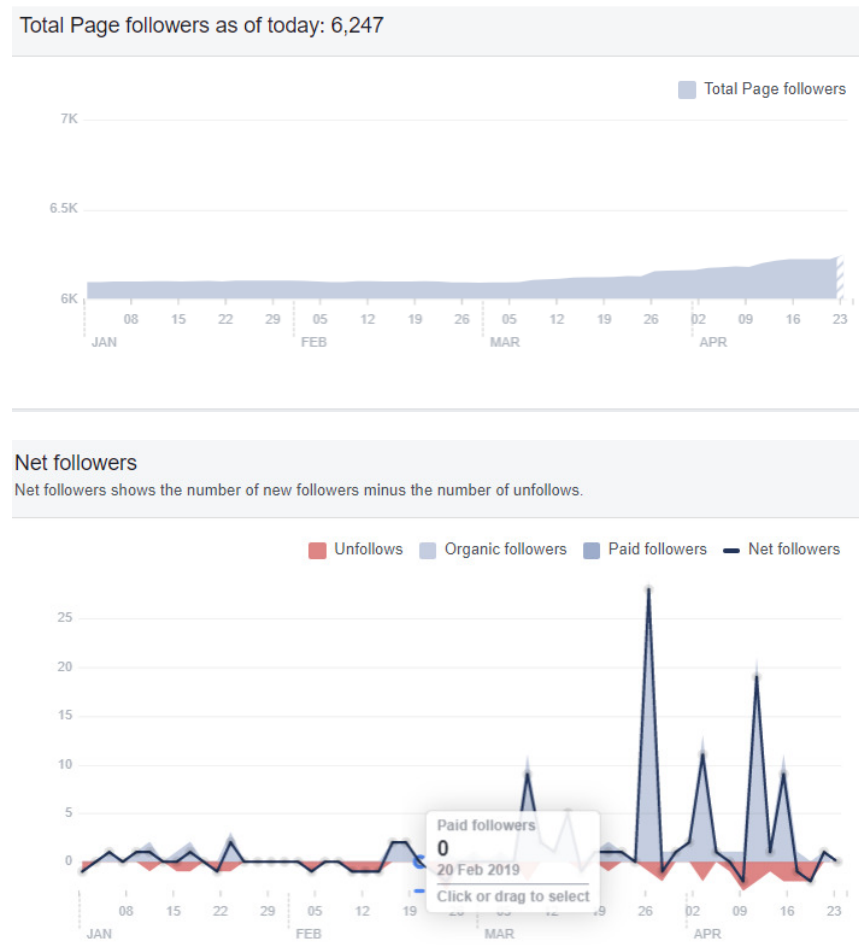 Total Page followers as of today: 6,247
Total Page followers
7K
6.5K
6K
08 15 22 29 05 12 19 26 05 12 19 26 02 09 16 23
JAN FEB MAR APR
Net followers
Net followers shows the number of new followers minus the number of unfollows.
Unfollows Organic followers Paid followers Net followers
25
20
15
10
5
0
Paid followers
0
20 Feb 2019
Click or drag to select
08 15 22 29 05 12 19 26 05 12 19 26 02 09 16 23
JAN FEB MAR APR